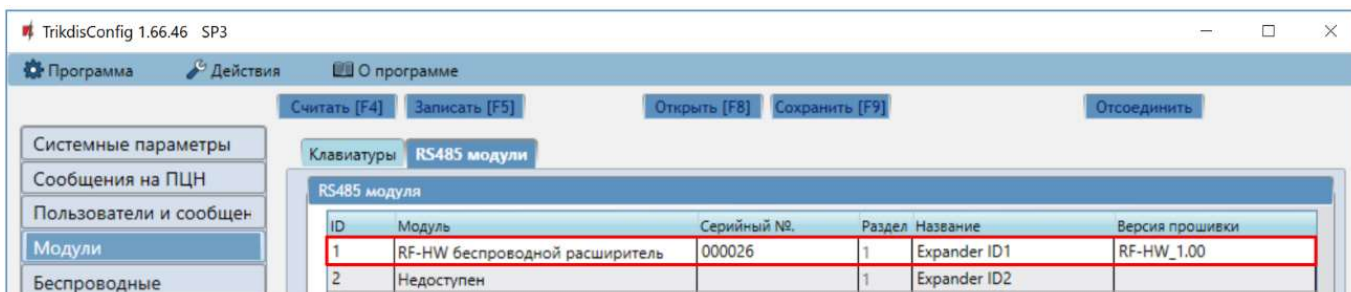 TrikdisConfig 1.66.46 SP3
Программа Действия О программе
Считать [F4] Записать [F5] Открыть [F8] Сохранить [F9] Отсоединить
Системные параметры
Сообщения на ПЦН
Пользователи и сообщен
Модули
Беспроводные
Клавиатуры RS485 модули
RS485 модуля
ID Модуль Серийный №. Раздел Название Версия прошивки
1 RF-HW беспроводной расширитель 000026 1 Expander ID1 RF-HW_1.00
2 Недоступен 1 Expander ID2